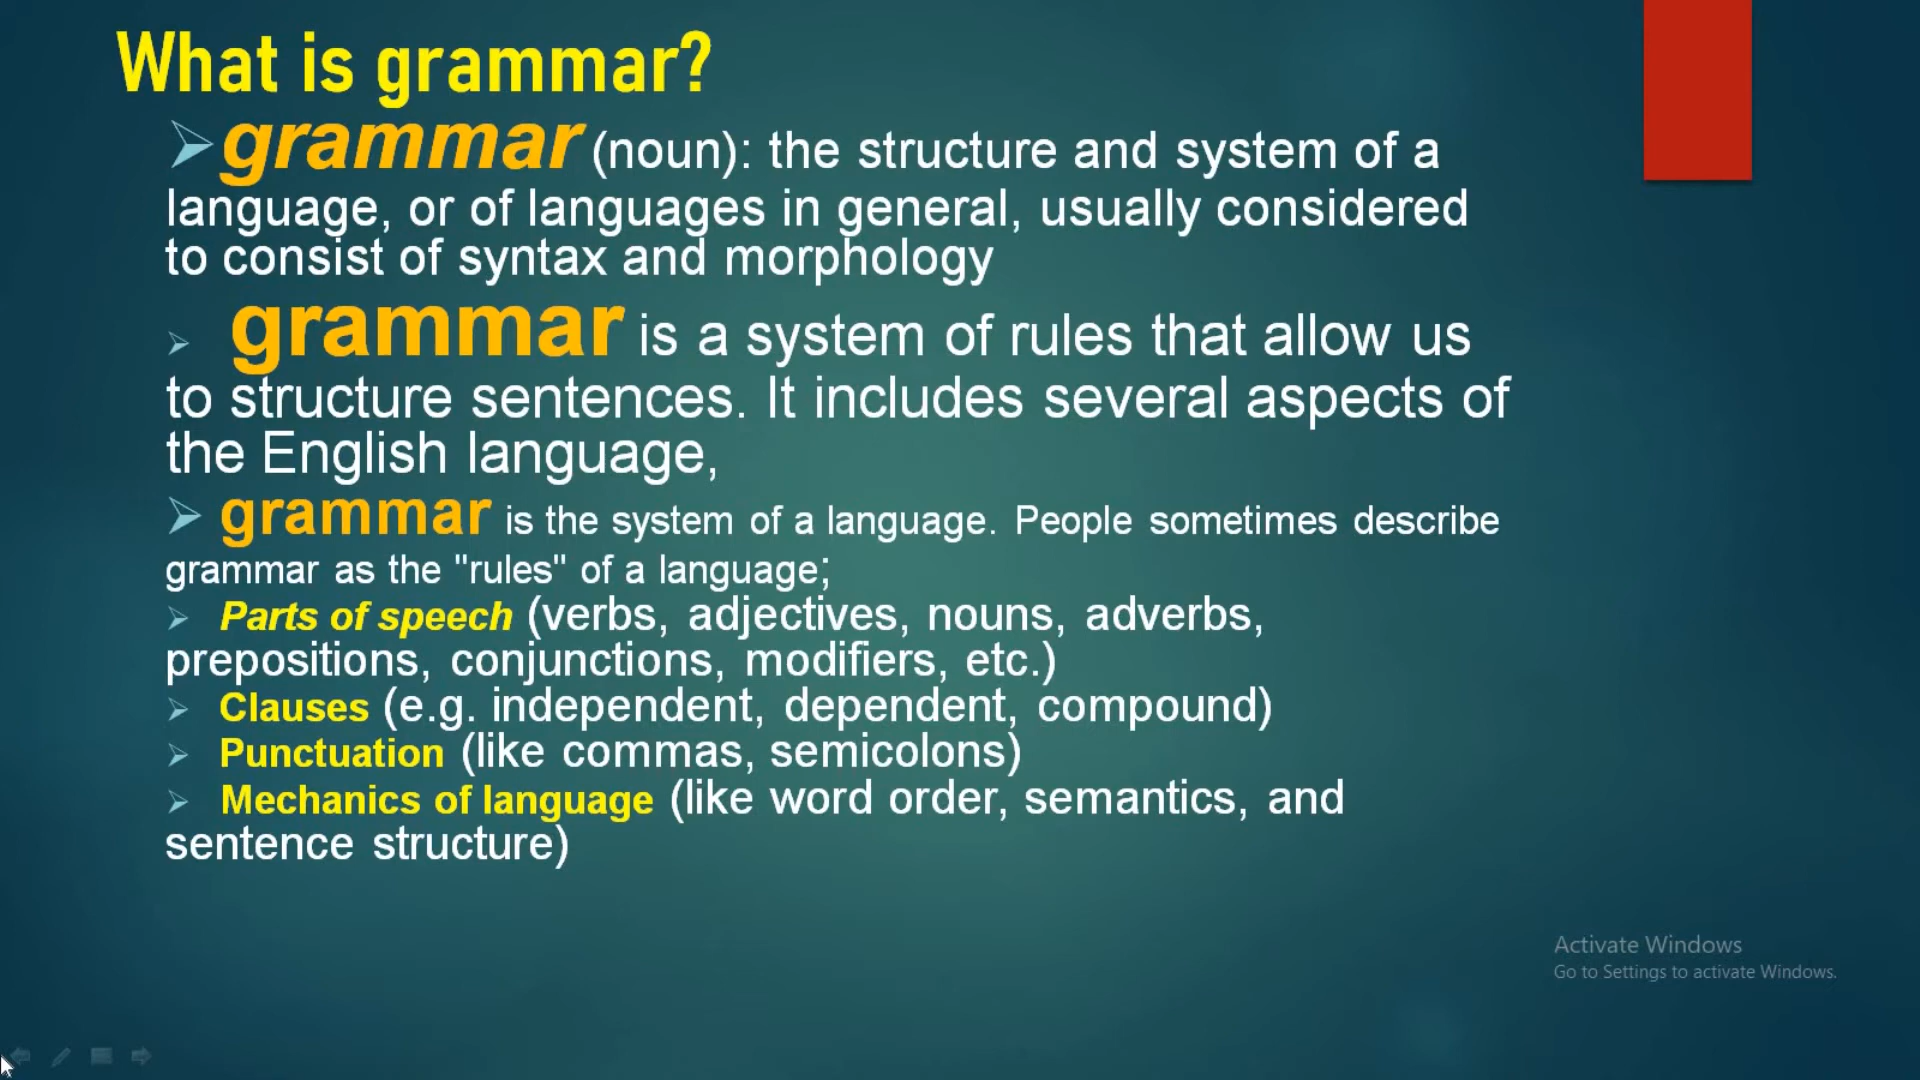 What is grammar?
grammar (noun): the structure and system of a
language, or of languages in general, usually considered
to consist of syntax and morphology
grammar is a system of rules that allow us
to structure sentences. It includes several aspects of
the English language,
grammar is the system of a language. People sometimes describe
grammar as the "rules" of a language;
Parts of speech (verbs, adjectives, nouns, adverbs,
prepositions, conjunctions, modifiers, etc.)
Clauses (e.g. independent, dependent, compound)
Punctuation (like commas, semicolons)
Mechanics of language (like word order, semantics, and
sentence structure)
Activate Windows
Go to Settings to activate Windows.